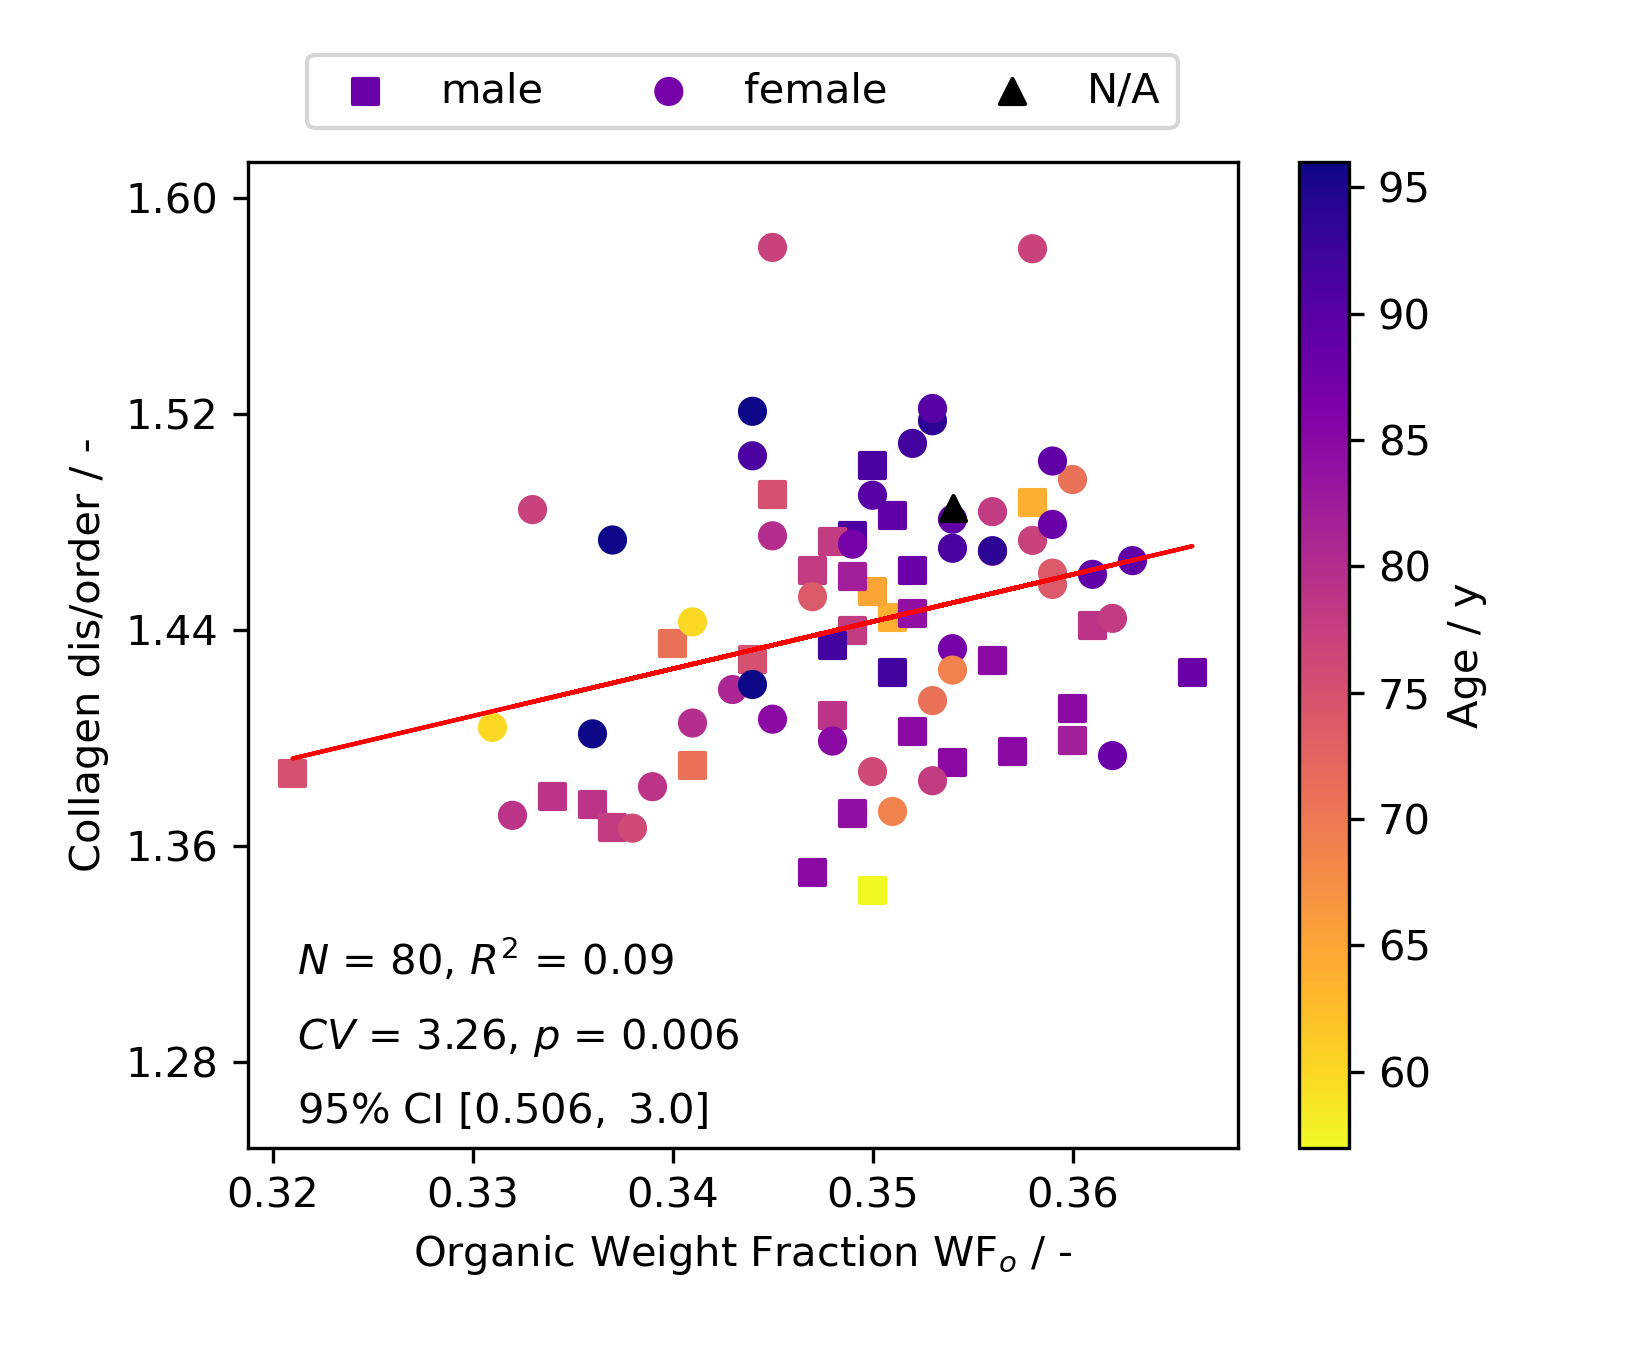 male female N/A
1.60
1.52
1.44
1.36
1.28
Collagen dis/order / -
N = 80, R² = 0.09
CV = 3.26, p = 0.006
95% CI [0.506, 3.0]
0.32 0.33 0.34 0.35 0.36
Organic Weight Fraction WFₒ / -
95
90
85
80
75
70
65
60
Age / y